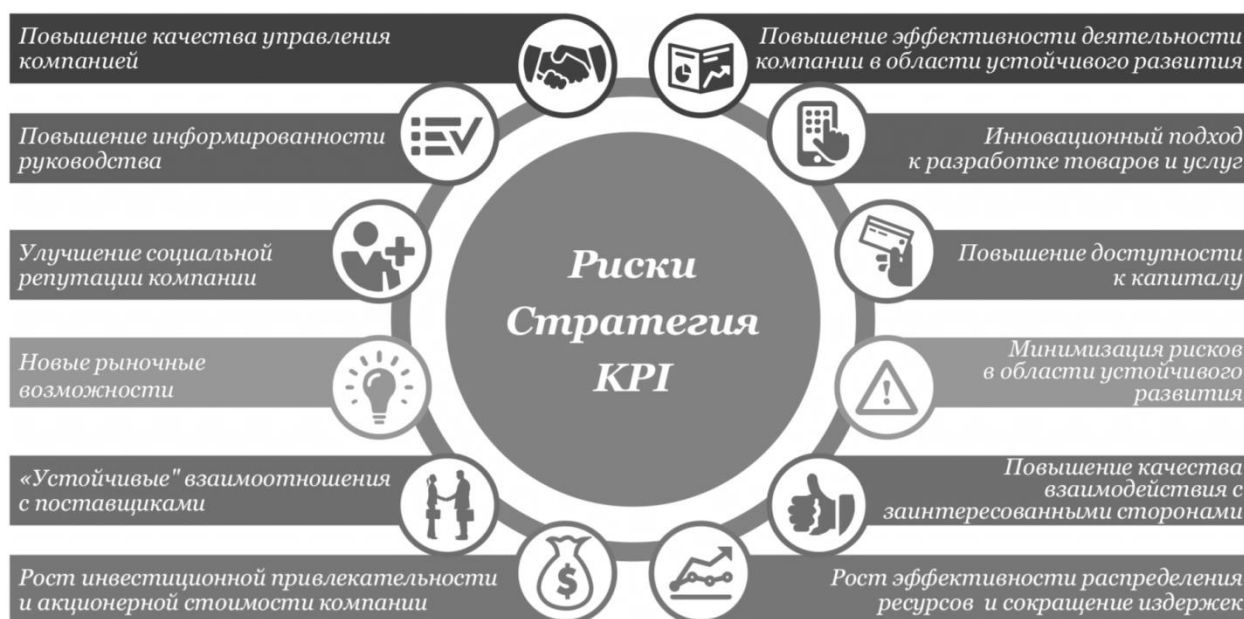 Повышение качества управления
компанией
Повышение информированности
руководства
Улучшение социальной
репутации компании
Новые рыночные
возможности
«Устойчивые" взаимоотношения
с поставщиками
Рост инвестиционной привлекательности
и акционерной стоимости компании
Риски
Стратегия
KPI
$
Повышение эффективности деятельности
компании в области устойчивого развития
Инновационный подход
к разработке товаров и услуг
Повышение доступности
к капиталу
Минимизация рисков
в области устойчивого
развития
Повышение качества
взаимодействия с
заинтересованными сторонами
Рост эффективности распределения
ресурсов и сокращение издержек